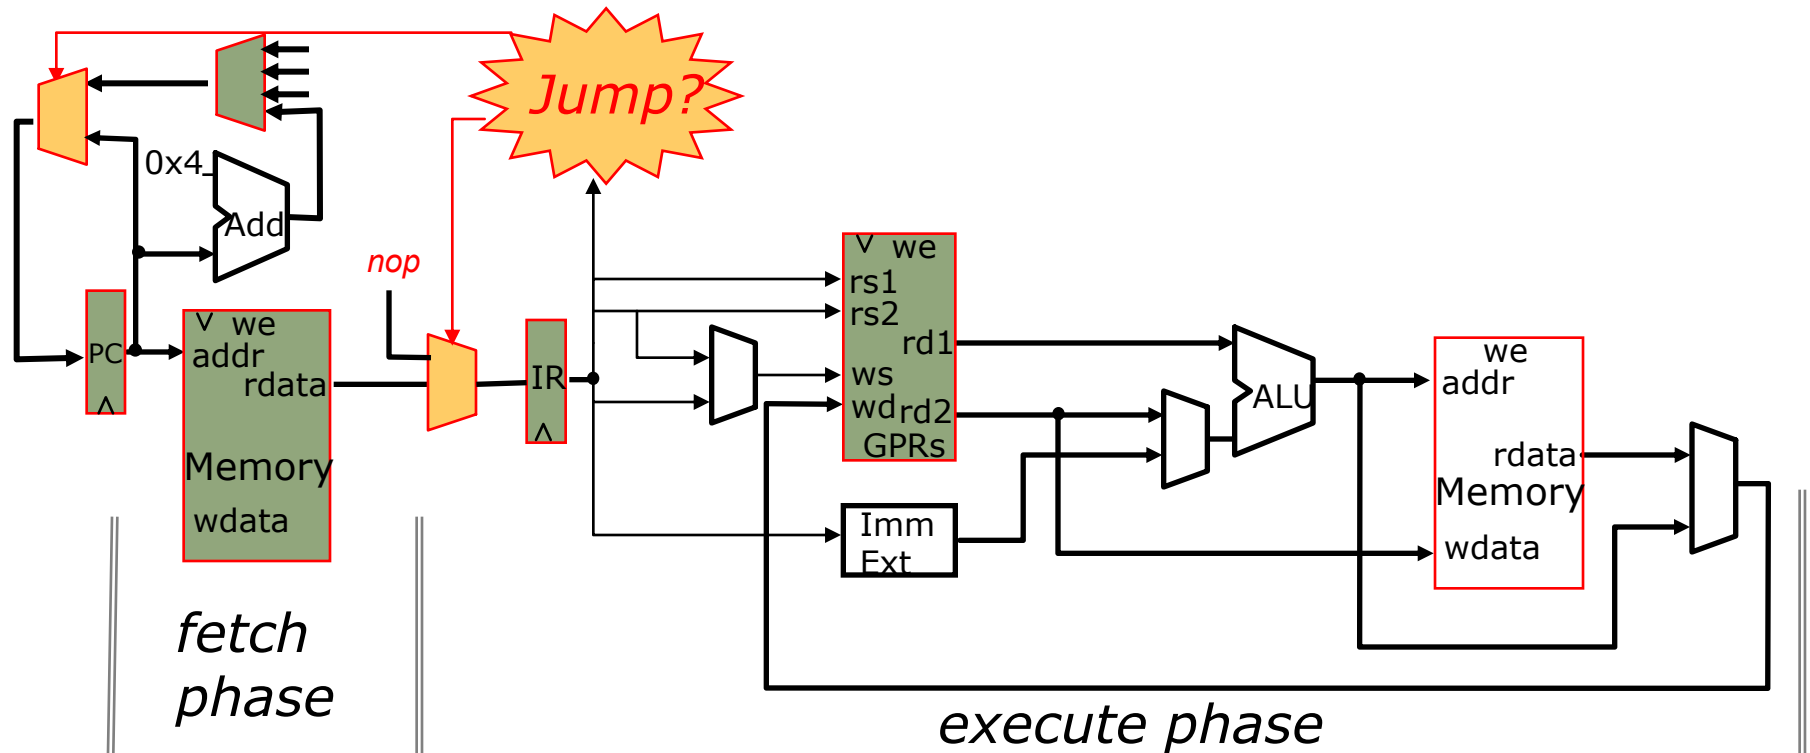 Jump?
0x4
Add
nop
PC
we
addr
rdata
Memory
wdata
IR
we
rs1
rs2
rd1
ws
wd rd2
GPRs
Imm
Ext
ALU
we
addr
rdata
Memory
wdata
fetch
phase
execute phase